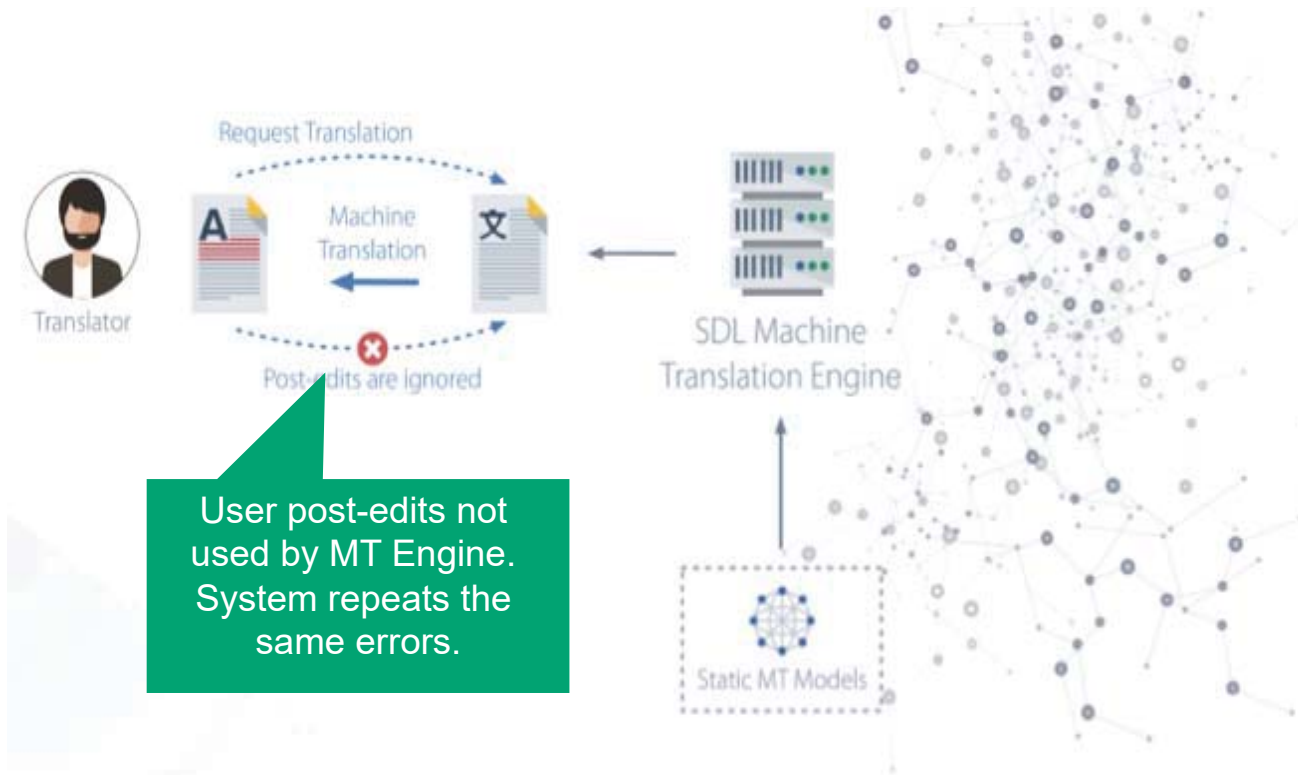 Request Translation
A
Machine
Translation
文
Translator
Post-edits are ignored
SDL Machine
Translation Engine
User post-edits not
used by MT Engine.
System repeats the
same errors.
Static MT Models